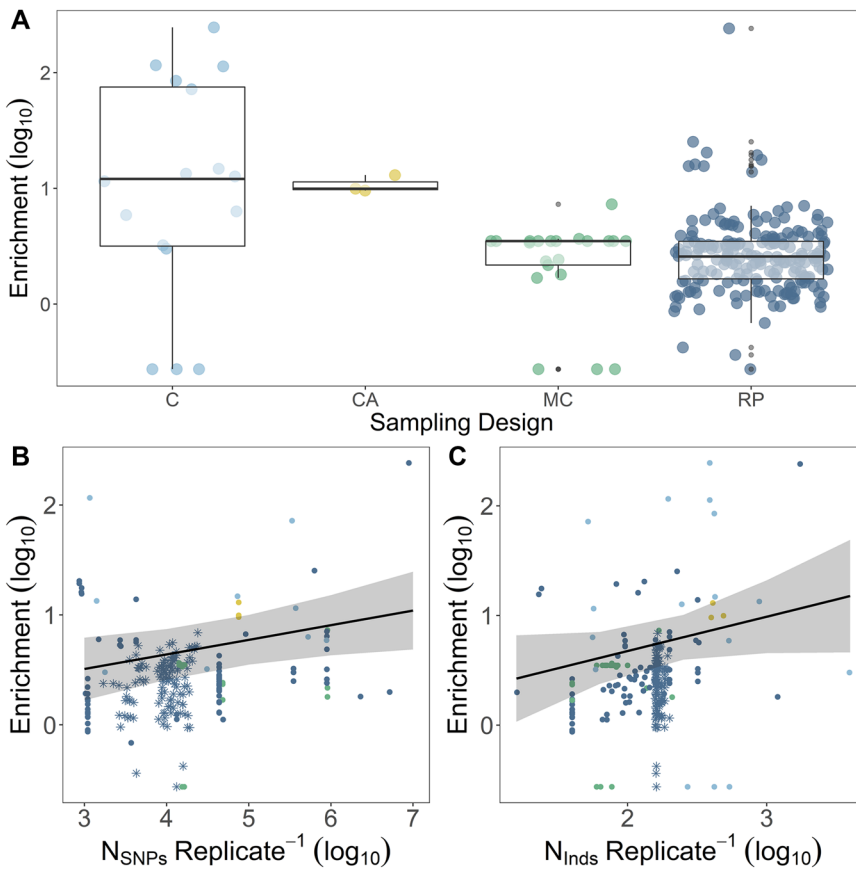 A
Enrichment (log10)
2
1
0
C CA MC RP
Sampling Design
B
Enrichment (log10)
2
1
0
3 4 5 6 7
NSNPs Replicate−1 (log10)
C
Enrichment (log10)
2
1
0
2 3
NInds Replicate−1 (log10)